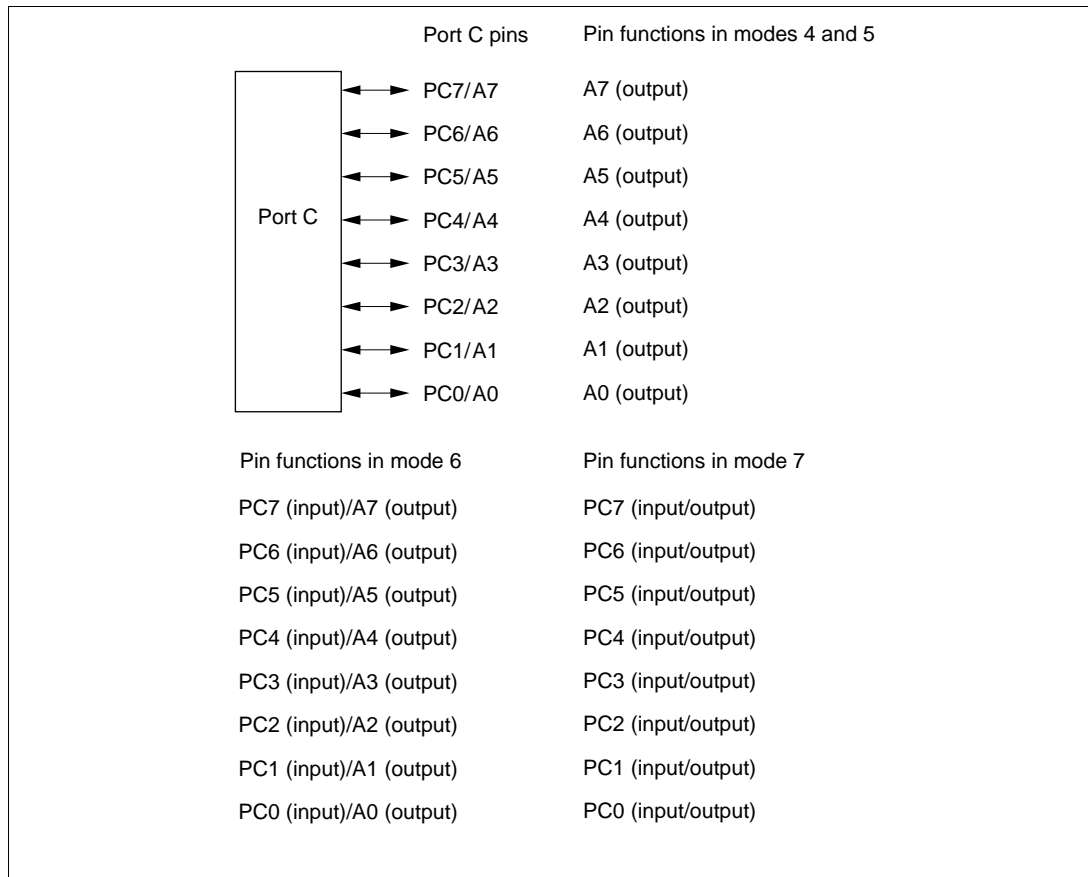 Port C pins Pin functions in modes 4 and 5
PC7/A7 A7 (output)
PC6/A6 A6 (output)
PC5/A5 A5 (output)
Port C PC4/A4 A4 (output)
PC3/A3 A3 (output)
PC2/A2 A2 (output)
PC1/A1 A1 (output)
PC0/A0 A0 (output)
Pin functions in mode 6 Pin functions in mode 7
PC7 (input)/A7 (output) PC7 (input/output)
PC6 (input)/A6 (output) PC6 (input/output)
PC5 (input)/A5 (output) PC5 (input/output)
PC4 (input)/A4 (output) PC4 (input/output)
PC3 (input)/A3 (output) PC3 (input/output)
PC2 (input)/A2 (output) PC2 (input/output)
PC1 (input)/A1 (output) PC1 (input/output)
PC0 (input)/A0 (output) PC0 (input/output)